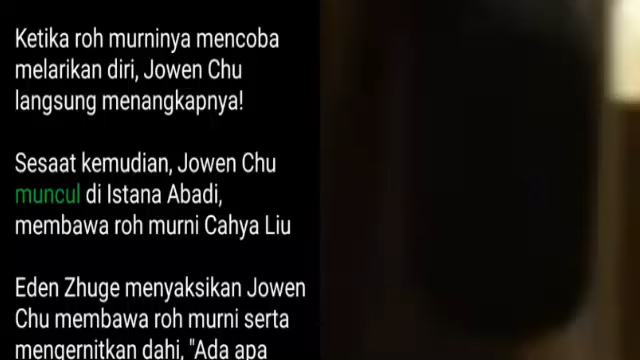 Ketika roh murninya mencoba
melarikan diri, Jowen Chu
langsung menangkapnya!
Sesaat kemudian, Jowen Chu
muncul di Istana Abadi,
membawa roh murni Cahya Liu
Eden Zhuge menyaksikan Jowen
Chu membawa roh murni serta
mengernitkan dahi, "Ada apa